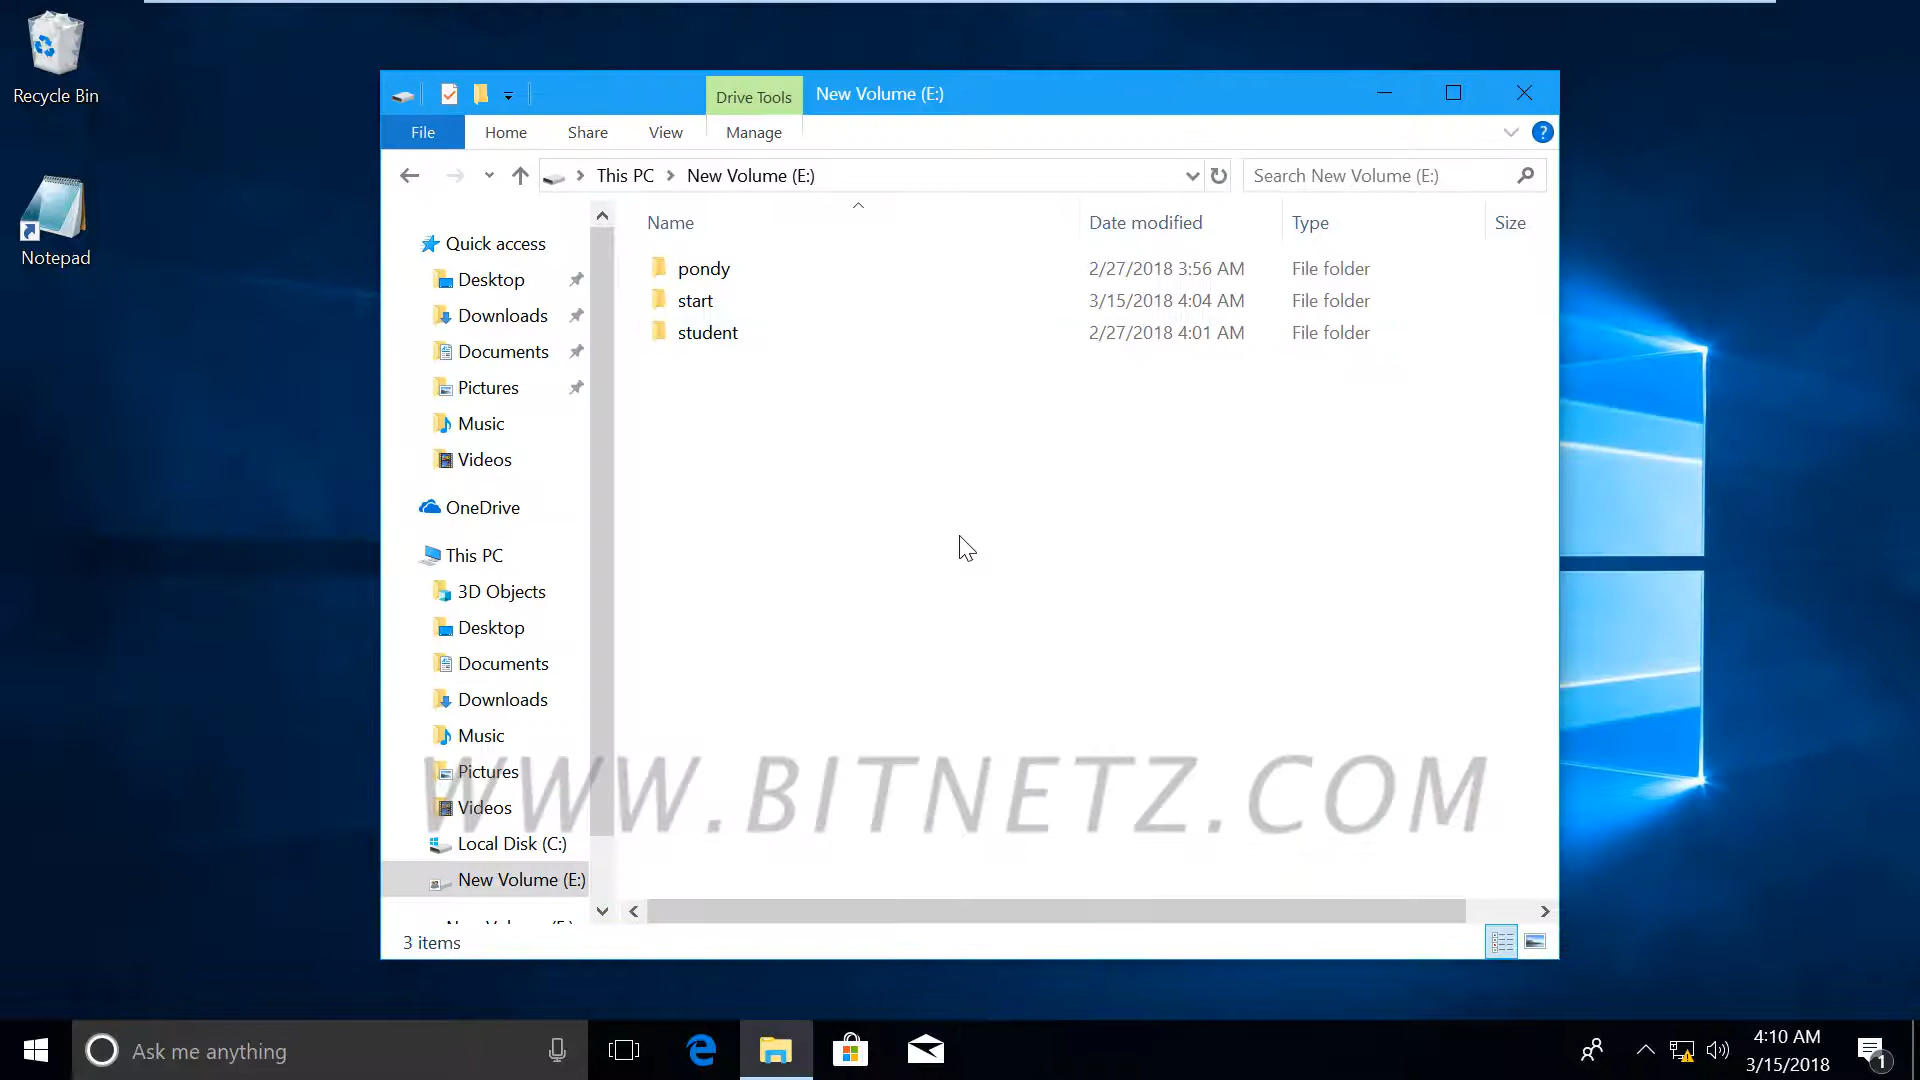 Recycle Bin
Notepad
Drive Tools
New Volume (E:)
File
Home
Share
View
Manage
?
This PC
New Volume (E:)
Search New Volume (E:)
Quick access
Desktop
Downloads
Documents
Pictures
Music
Videos
OneDrive
This PC
3D Objects
Desktop
Documents
Downloads
Music
Pictures
Videos
Local Disk (C:)
New Volume (E:)
Name
Date modified
Type
Size
pondy
2/27/2018 3:56 AM
File folder
start
3/15/2018 4:04 AM
File folder
student
2/27/2018 4:01 AM
File folder
WWW.BITNETZ.COM
3 items
Ask me anything
4:10 AM
3/15/2018
1